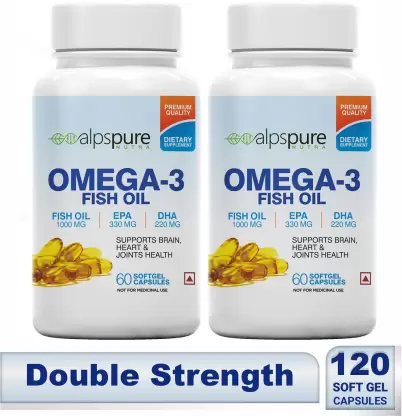 alpspure
NUTRA
PREMIUM
QUALITY
DIETARY
SUPPLEMENT
OMEGA-3
FISH OIL
FISH OIL EPA DHA
1000 MG 330 MG 220 MG
SUPPORTS BRAIN,
HEART &
JOINTS HEALTH
60 SOFTGEL
CAPSULES
NOT FOR MEDICINAL USE
alpspure
NUTRA
PREMIUM
QUALITY
DIETARY
SUPPLEMENT
OMEGA-3
FISH OIL
FISH OIL EPA DHA
1000 MG 330 MG 220 MG
SUPPORTS BRAIN,
HEART &
JOINTS HEALTH
60 SOFTGEL
CAPSULES
NOT FOR MEDICINAL USE
Double Strength
120
SOFT GEL
CAPSULES